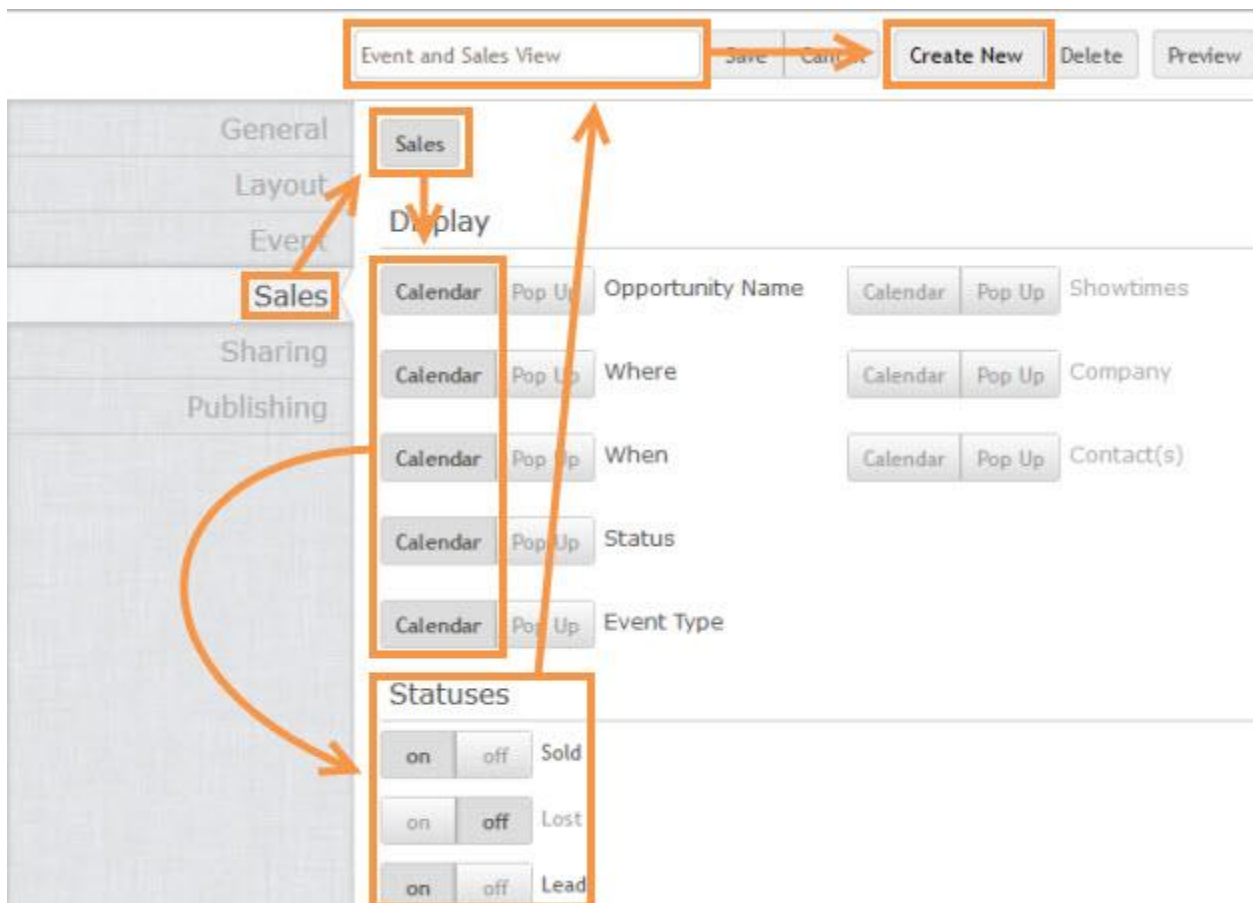 Event and Sales View Save Cancel Create New Delete Preview
General
Layout
Event
Sales
Sharing
Publishing
Sales
Display
Calendar Pop Up Opportunity Name Calendar Pop Up Showtimes
Calendar Pop Up Where Calendar Pop Up Company
Calendar Pop Up When Calendar Pop Up Contact(s)
Calendar Pop Up Status
Calendar Pop Up Event Type
Statuses
on off Sold
on off Lost
on off Lead